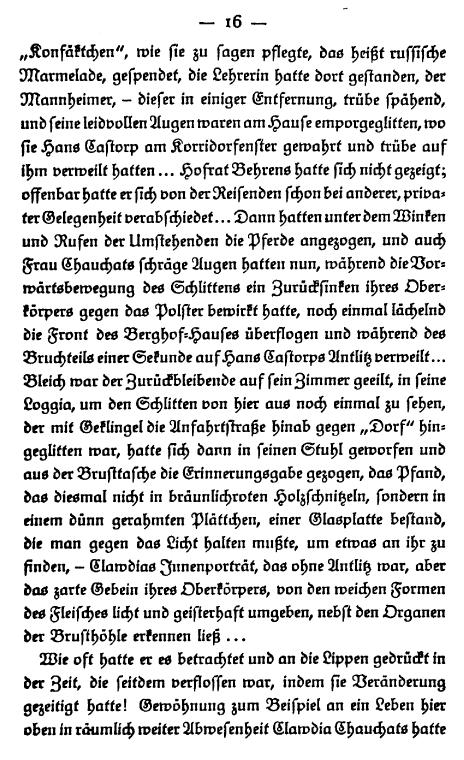 — 16 —
„Konfäktchen“, wie sie zu sagen pflegte, das heißt russische
Marmelade, gespendet, die Lehrerin hatte dort gestanden, der
Mannheimer, – dieser in einiger Entfernung, trübe spähend,
und seine leidvollen Augen waren am Hause emporgeglitten, wo
sie Hans Castorp am Korridorfenster gewahrt und trübe auf
ihm verweilt hatten ... Hofrat Behrens hatte sich nicht gezeigt;
offenbar hatte er sich von der Reisenden schon bei anderer, priva-
ter Gelegenheit verabschiedet ... Dann hatten unter dem Winken
und Rufen der Umstehenden die Pferde angezogen, und auch
Frau Chauchats schräge Augen hatten nun, während die Vor-
wärtsbewegung des Schlittens ein Zurücksinken ihres Ober-
körpers gegen das Polster bewirkt hatte, noch einmal lächelnd
die Front des Berghof-Hauses überflogen und während des
Bruchteils einer Sekunde auf Hans Castorps Antlitz verweilt ...
Bleich war der Zurückbleibende auf sein Zimmer geeilt, in seine
Loggia, um den Schlitten von hier aus noch einmal zu sehen,
der mit Geklingel die Anfahrtstraße hinab gegen „Dorf“ hin-
geglitten war, hatte sich dann in seinen Stuhl geworfen und
aus der Brusttasche die Erinnerungsgabe gezogen, das Pfand,
das diesmal nicht in bräunlichroten Holzschnitzeln, sondern in
einem dünn gerahmten Plättchen, einer Glasplatte bestand,
die man gegen das Licht halten mußte, um etwas an ihr zu
finden, – Clawdias Innenporträt, das ohne Antlitz war, aber
das zarte Gebein ihres Oberkörpers, von den weichen Formen
des Fleisches licht und geisterhaft umgeben, nebst den Organen
der Brusthöhle erkennen ließ ...
Wie oft hatte er es betrachtet und an die Lippen gedrückt in
der Zeit, die seitdem verflossen war, indem sie Veränderung
gezeitigt hatte! Gewöhnung zum Beispiel an ein Leben hier
oben in räumlich weiter Abwesenheit Clawdia Chauchats hatte